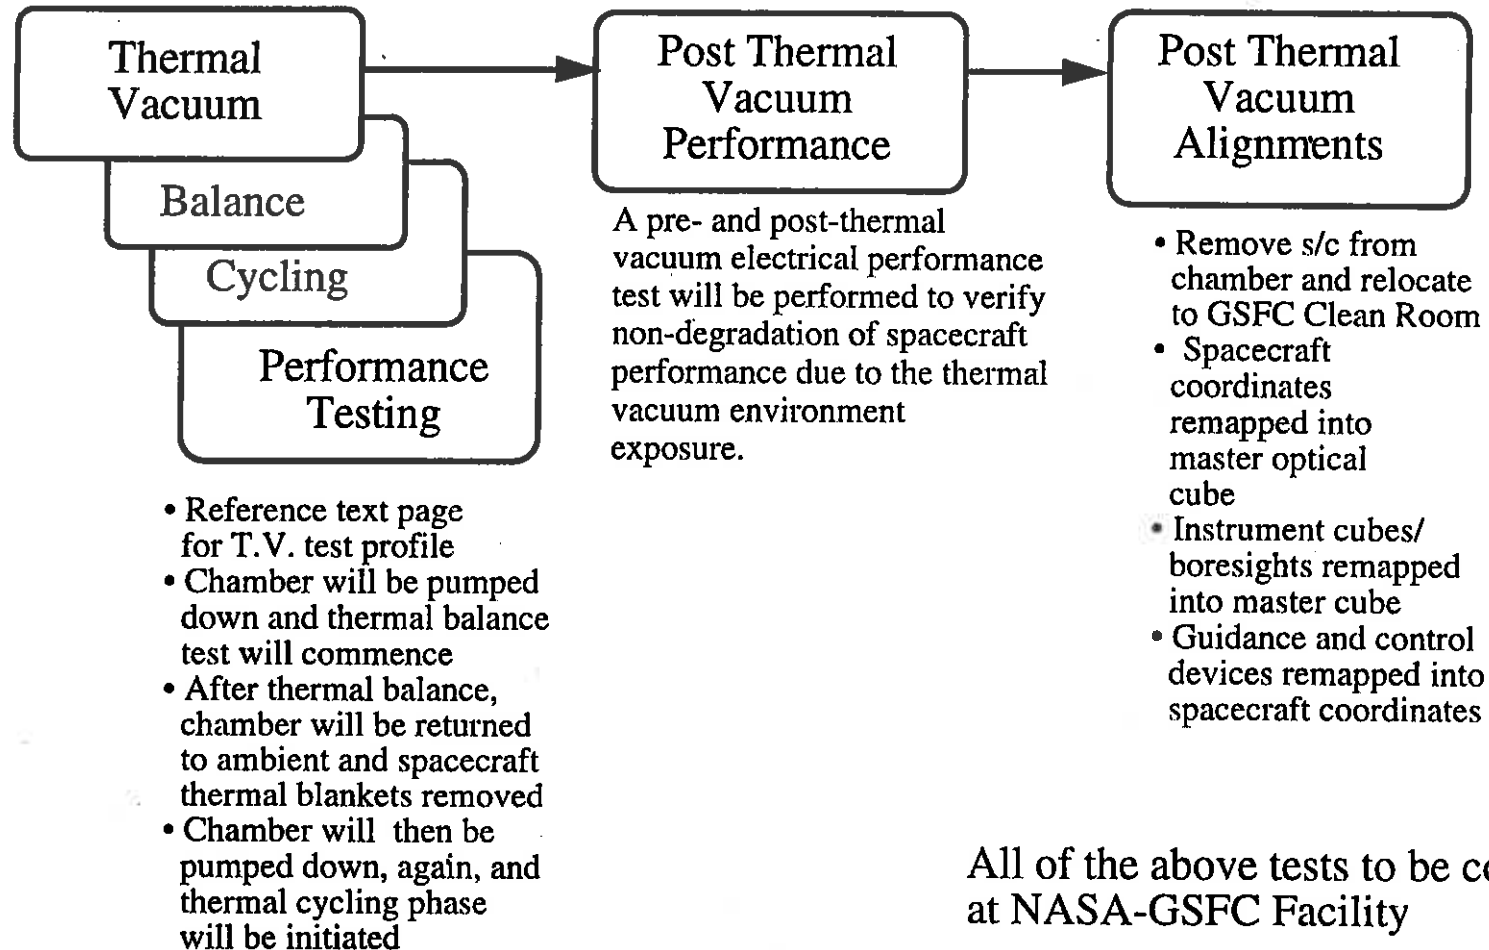 Thermal
Vacuum
Balance
Cycling
Performance
Testing
• Reference text page
for T.V. test profile
• Chamber will be pumped
down and thermal balance
test will commence
• After thermal balance,
chamber will be returned
to ambient and spacecraft
thermal blankets removed
• Chamber will then be
pumped down, again, and
thermal cycling phase
will be initiated
Post Thermal
Vacuum
Performance
A pre- and post-thermal
vacuum electrical performance
test will be performed to verify
non-degradation of spacecraft
performance due to the thermal
vacuum environment
exposure.
Post Thermal
Vacuum
Alignments
• Remove s/c from
chamber and relocate
to GSFC Clean Room
• Spacecraft
coordinates
remapped into
master optical
cube
• Instrument cubes/
boresights remapped
into master cube
• Guidance and control
devices remapped into
spacecraft coordinates
All of the above tests to be
at NASA-GSFC Facility